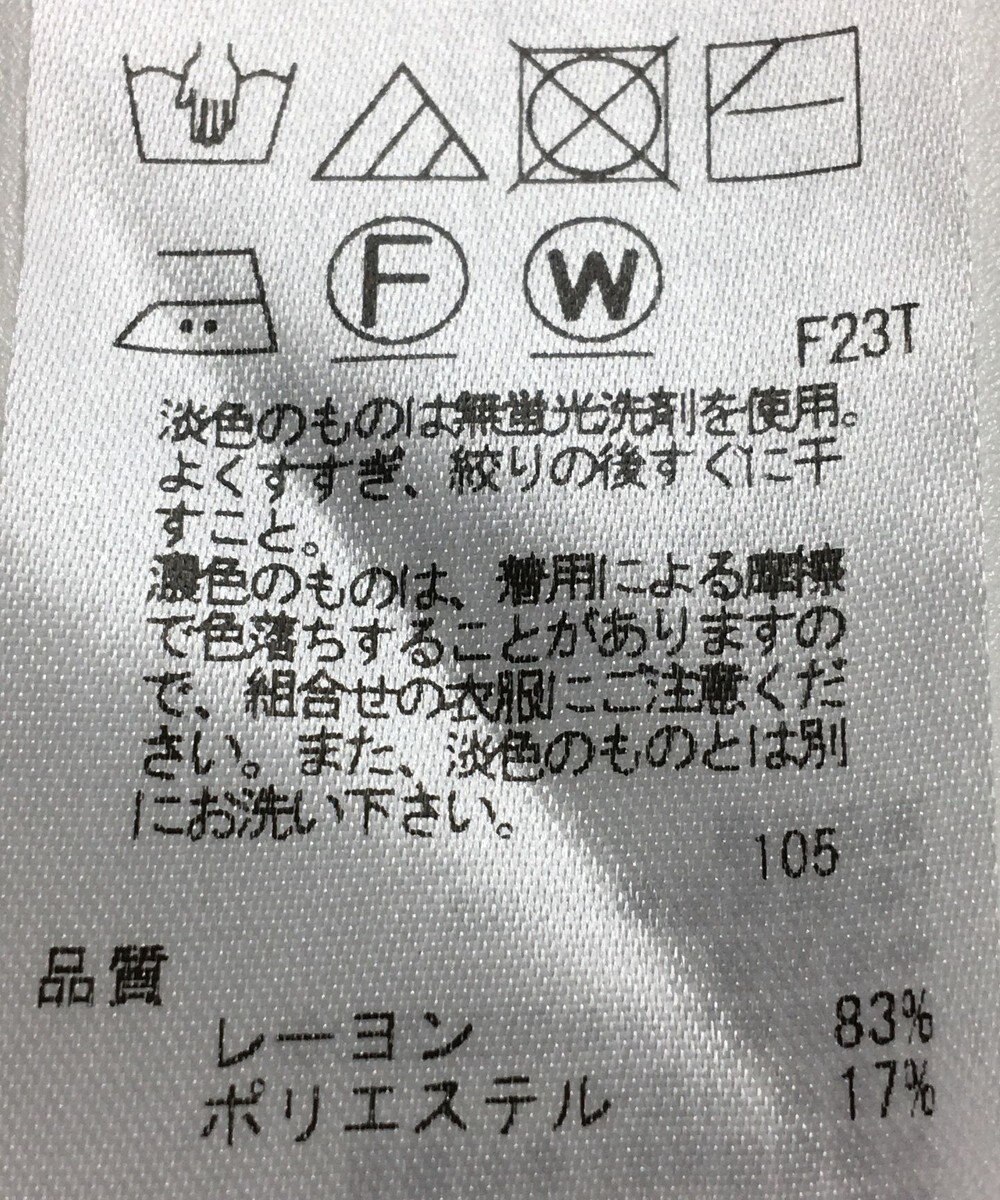 F W
F23T
淡色のものは無蛍光洗剤を使用。
よくすすぎ、絞りの後すぐに干
すこと。
濃色のものは、着用による摩擦
で色落ちすることがありますの
で、組合せの衣服にご注意くだ
さい。また、淡色のものとは別
にお洗い下さい。
105
品質
レーヨン 83%
ポリエステル 17%